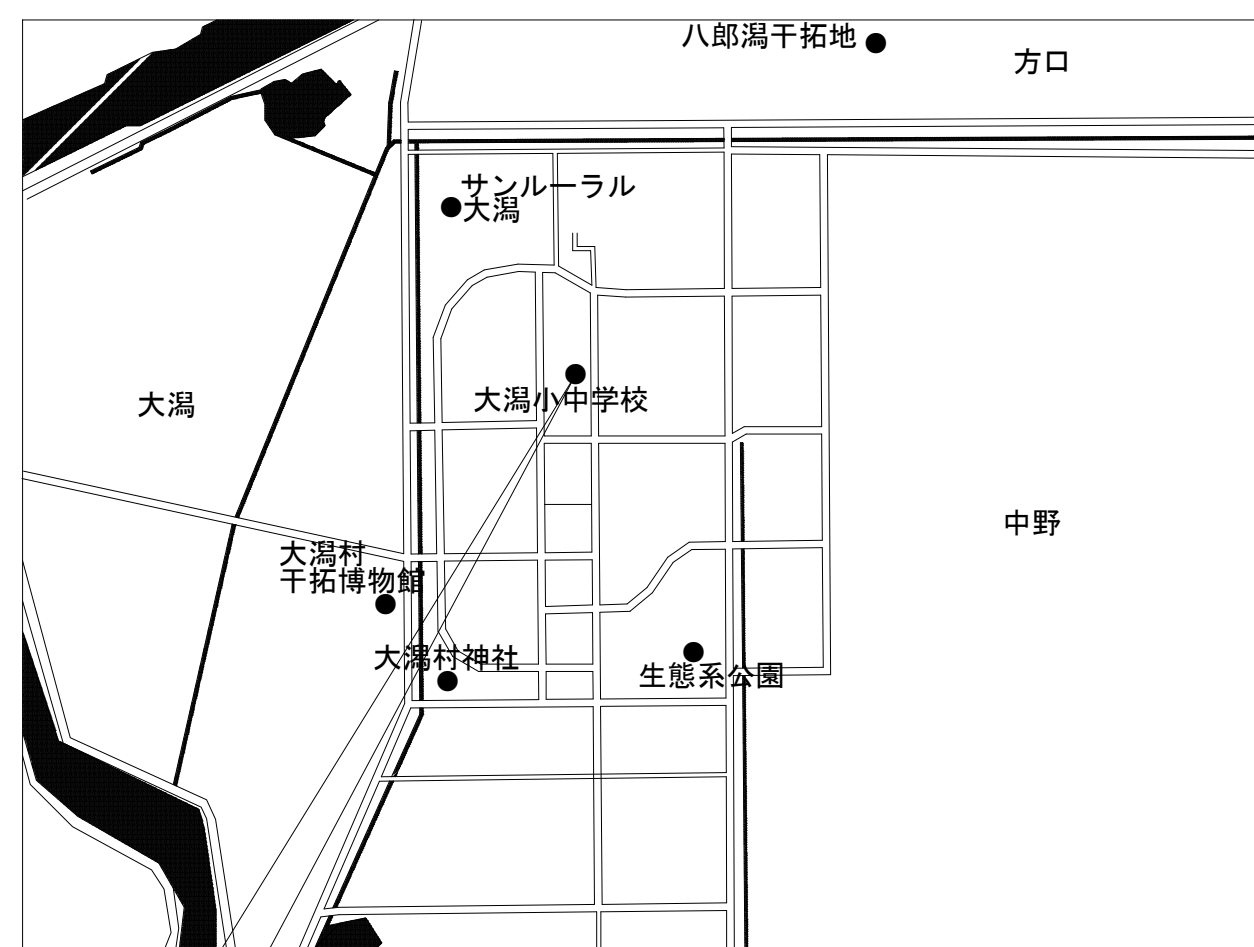 八郎潟干拓地
方口
サンルーラル
大潟
大潟小中学校
大潟
中野
大潟村
干拓博物館
大潟村神社
生態系公園